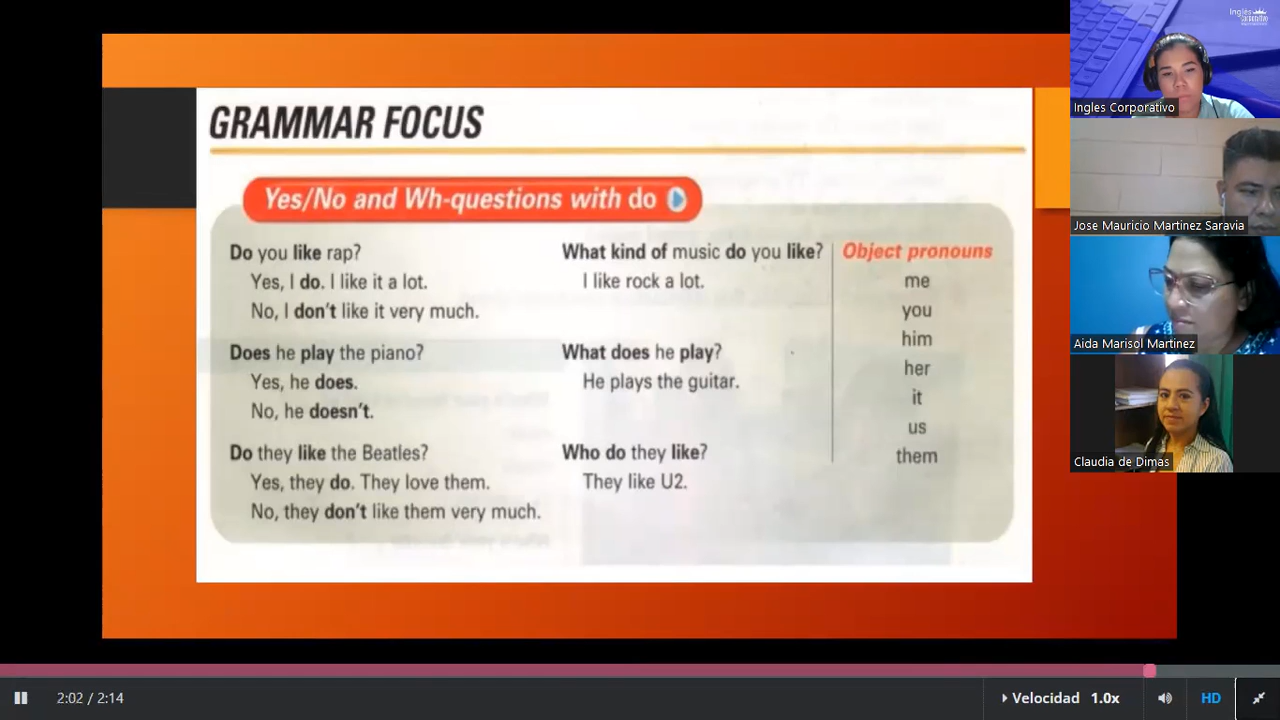 GRAMMAR FOCUS
Yes/No and Wh-questions with do
Do you like rap?
Yes, I do. I like it a lot.
No, I don't like it very much.
Does he play the piano?
Yes, he does.
No, he doesn't.
Do they like the Beatles?
Yes, they do. They love them.
No, they don't like them very much.
What kind of music do you like?
I like rock a lot.
What does he play?
He plays the guitar.
Who do they like?
They like U2.
Object pronouns
me
you
him
her
it
us
them
Inglés
Ingles Corporativo
Jose Mauricio Martinez Saravia
Aida Marisol Martinez
Claudia de Dimas
2:02 / 2:14
Velocidad 1.0x
HD